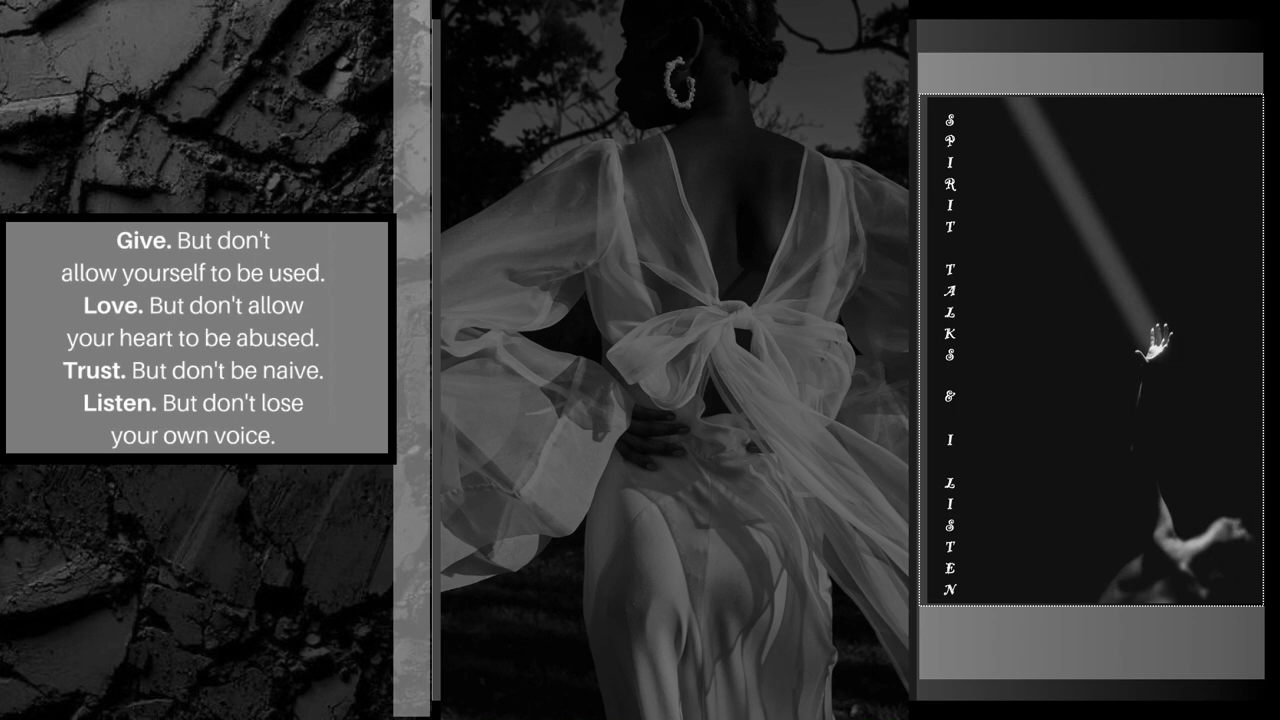 Give. But don't
allow yourself to be used.
Love. But don't allow
your heart to be abused.
Trust. But don't be naive.
Listen. But don't lose
your own voice.
SPIRIT TALKS & I LISTEN